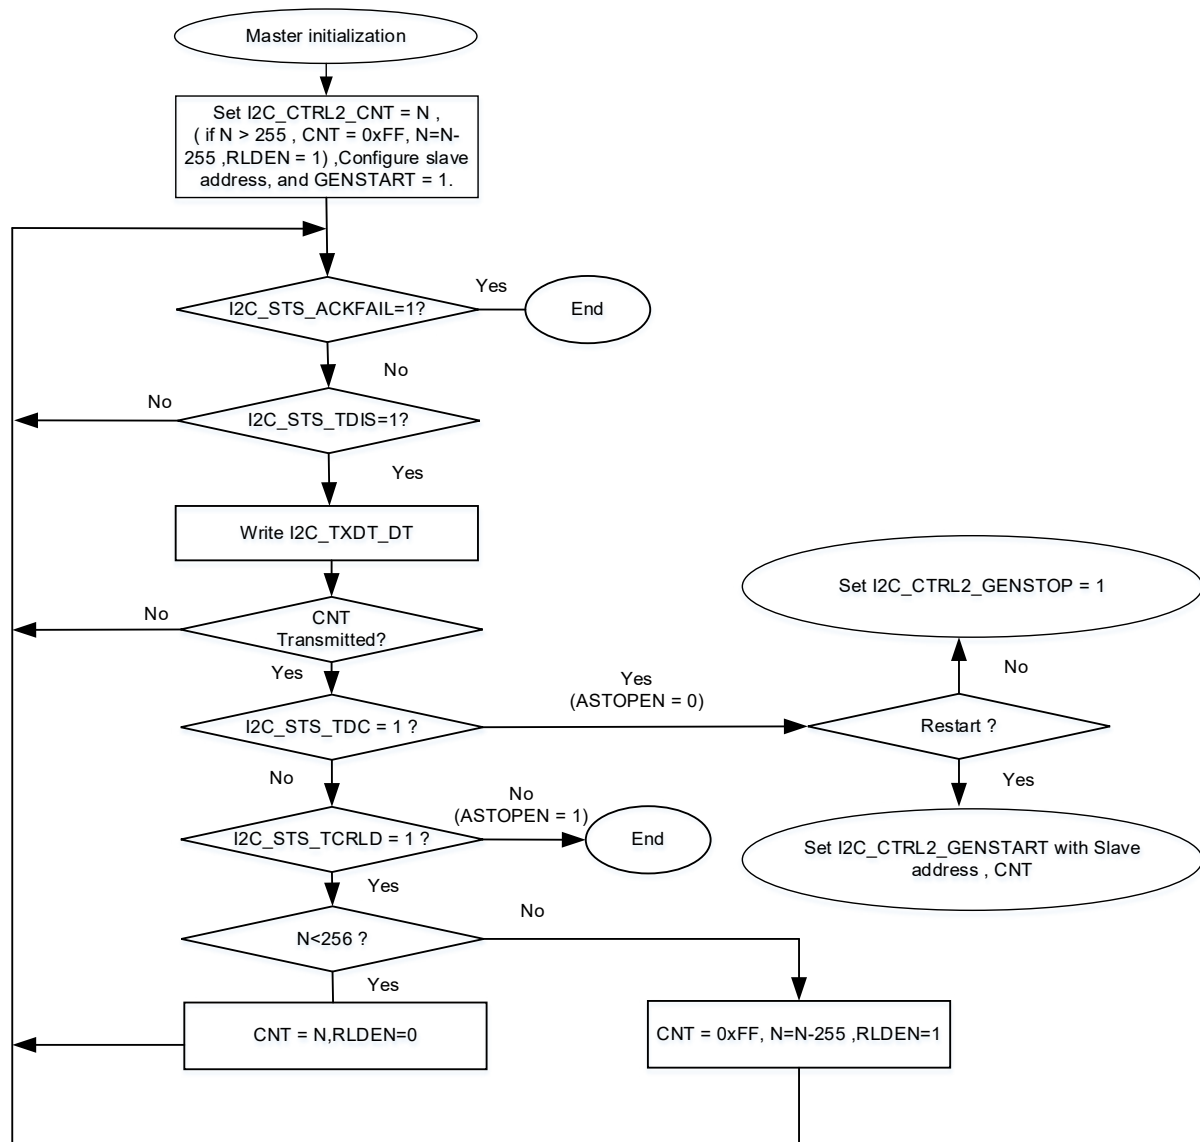 Master initialization
Set I2C_CTRL2_CNT = N ,
( if N > 255 , CNT = 0xFF, N=N-
255 ,RLDEN = 1) ,Configure slave
address, and GENSTART = 1.
I2C_STS_ACKFAIL=1?
Yes
End
No
I2C_STS_TDIS=1?
No
Yes
Write I2C_TXDT_DT
CNT
Transmitted?
No
Yes
I2C_STS_TDC = 1 ?
Yes
(ASTOPEN = 0)
Restart ?
No
Set I2C_CTRL2_GENSTOP = 1
Yes
Set I2C_CTRL2_GENSTART with Slave
address , CNT
No
I2C_STS_TCRLD = 1 ?
No
(ASTOPEN = 1)
End
Yes
N<256 ?
No
Yes
CNT = N,RLDEN=0
CNT = 0xFF, N=N-255 ,RLDEN=1